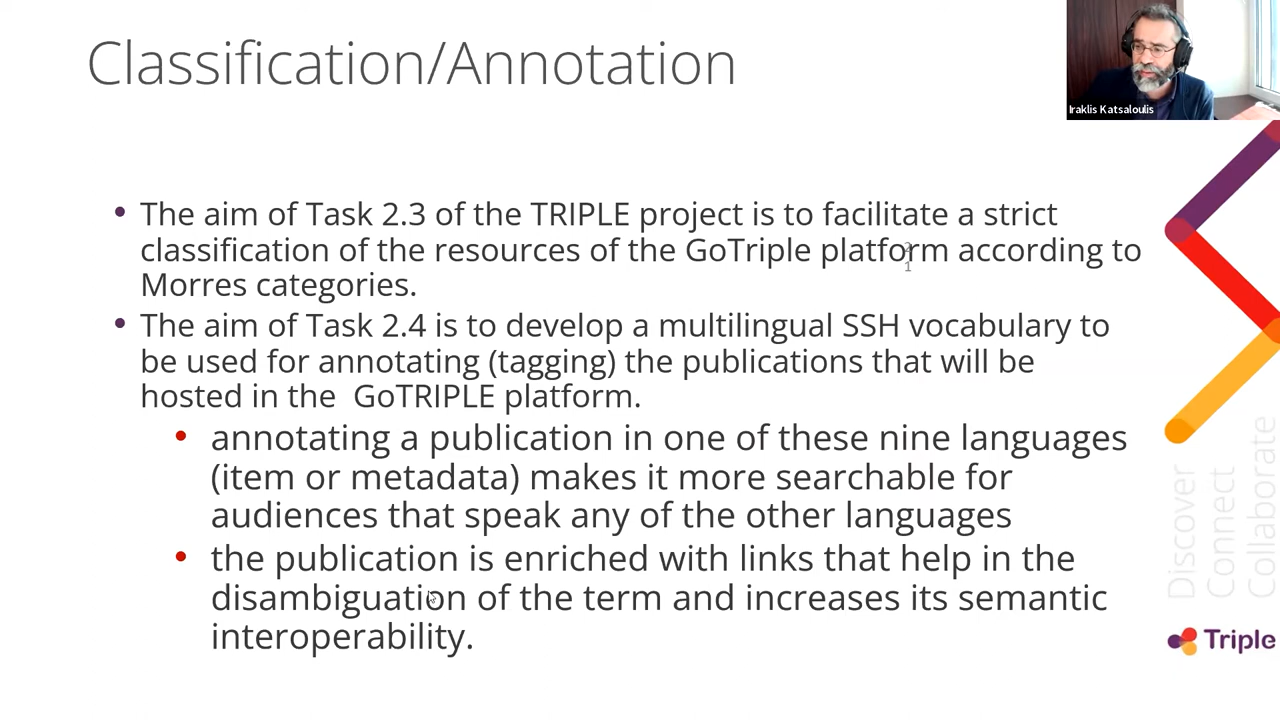 Classification/Annotation
Iraklis Katsaloulis
• The aim of Task 2.3 of the TRIPLE project is to facilitate a strict
classification of the resources of the GoTriple platform according to
Morres categories.
21
• The aim of Task 2.4 is to develop a multilingual SSH vocabulary to
be used for annotating (tagging) the publications that will be
hosted in the GoTRIPLE platform.
• annotating a publication in one of these nine languages
(item or metadata) makes it more searchable for
audiences that speak any of the other languages
• the publication is enriched with links that help in the
disambiguation of the term and increases its semantic
interoperability.
Discover
Connect
Collaborate
Triple